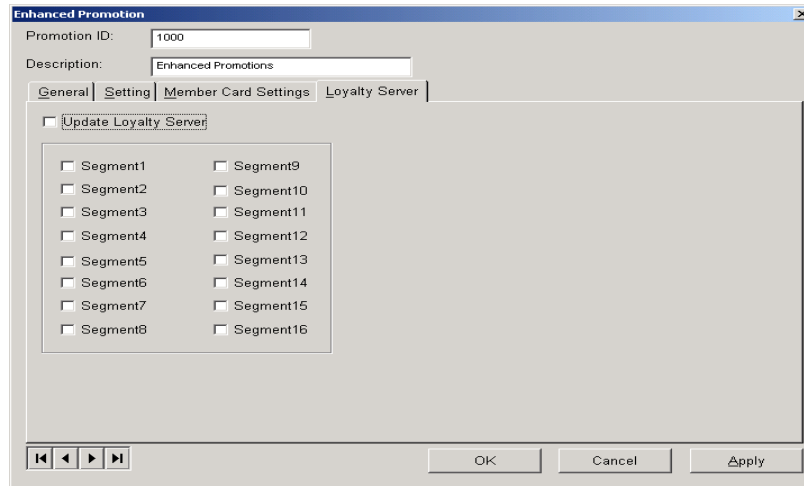 Enhanced Promotion
Promotion ID: 1000
Description: Enhanced Promotions
General Setting Member Card Settings Loyalty Server
Update Loyalty Server
Segment1 Segment9
Segment2 Segment10
Segment3 Segment11
Segment4 Segment12
Segment5 Segment13
Segment6 Segment14
Segment7 Segment15
Segment8 Segment16
OK Cancel Apply